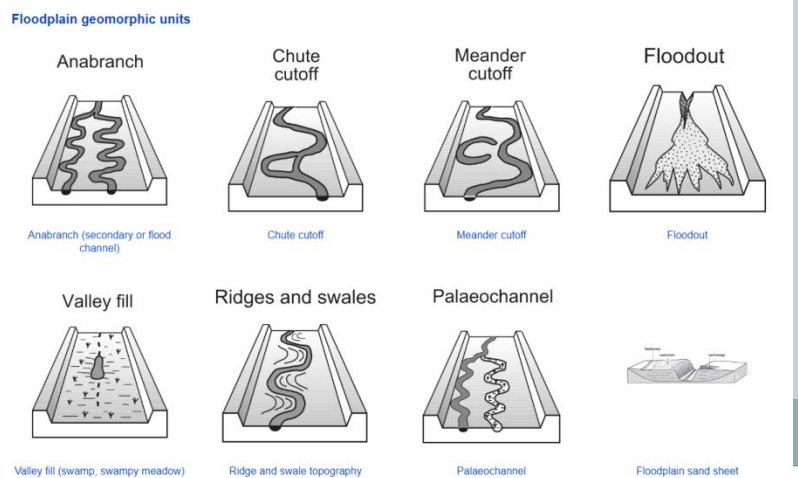 Floodplain geomorphic units
Anabranch
Chute
cutoff
Meander
cutoff
Floodout
Anabranch (secondary or flood
channel)
Chute cutoff
Meander cutoff
Floodout
Valley fill
Ridges and swales
Palaeochannel
Valley fill (swamp, swampy meadow)
Ridge and swale topography
Palaeochannel
Floodplain sand sheet